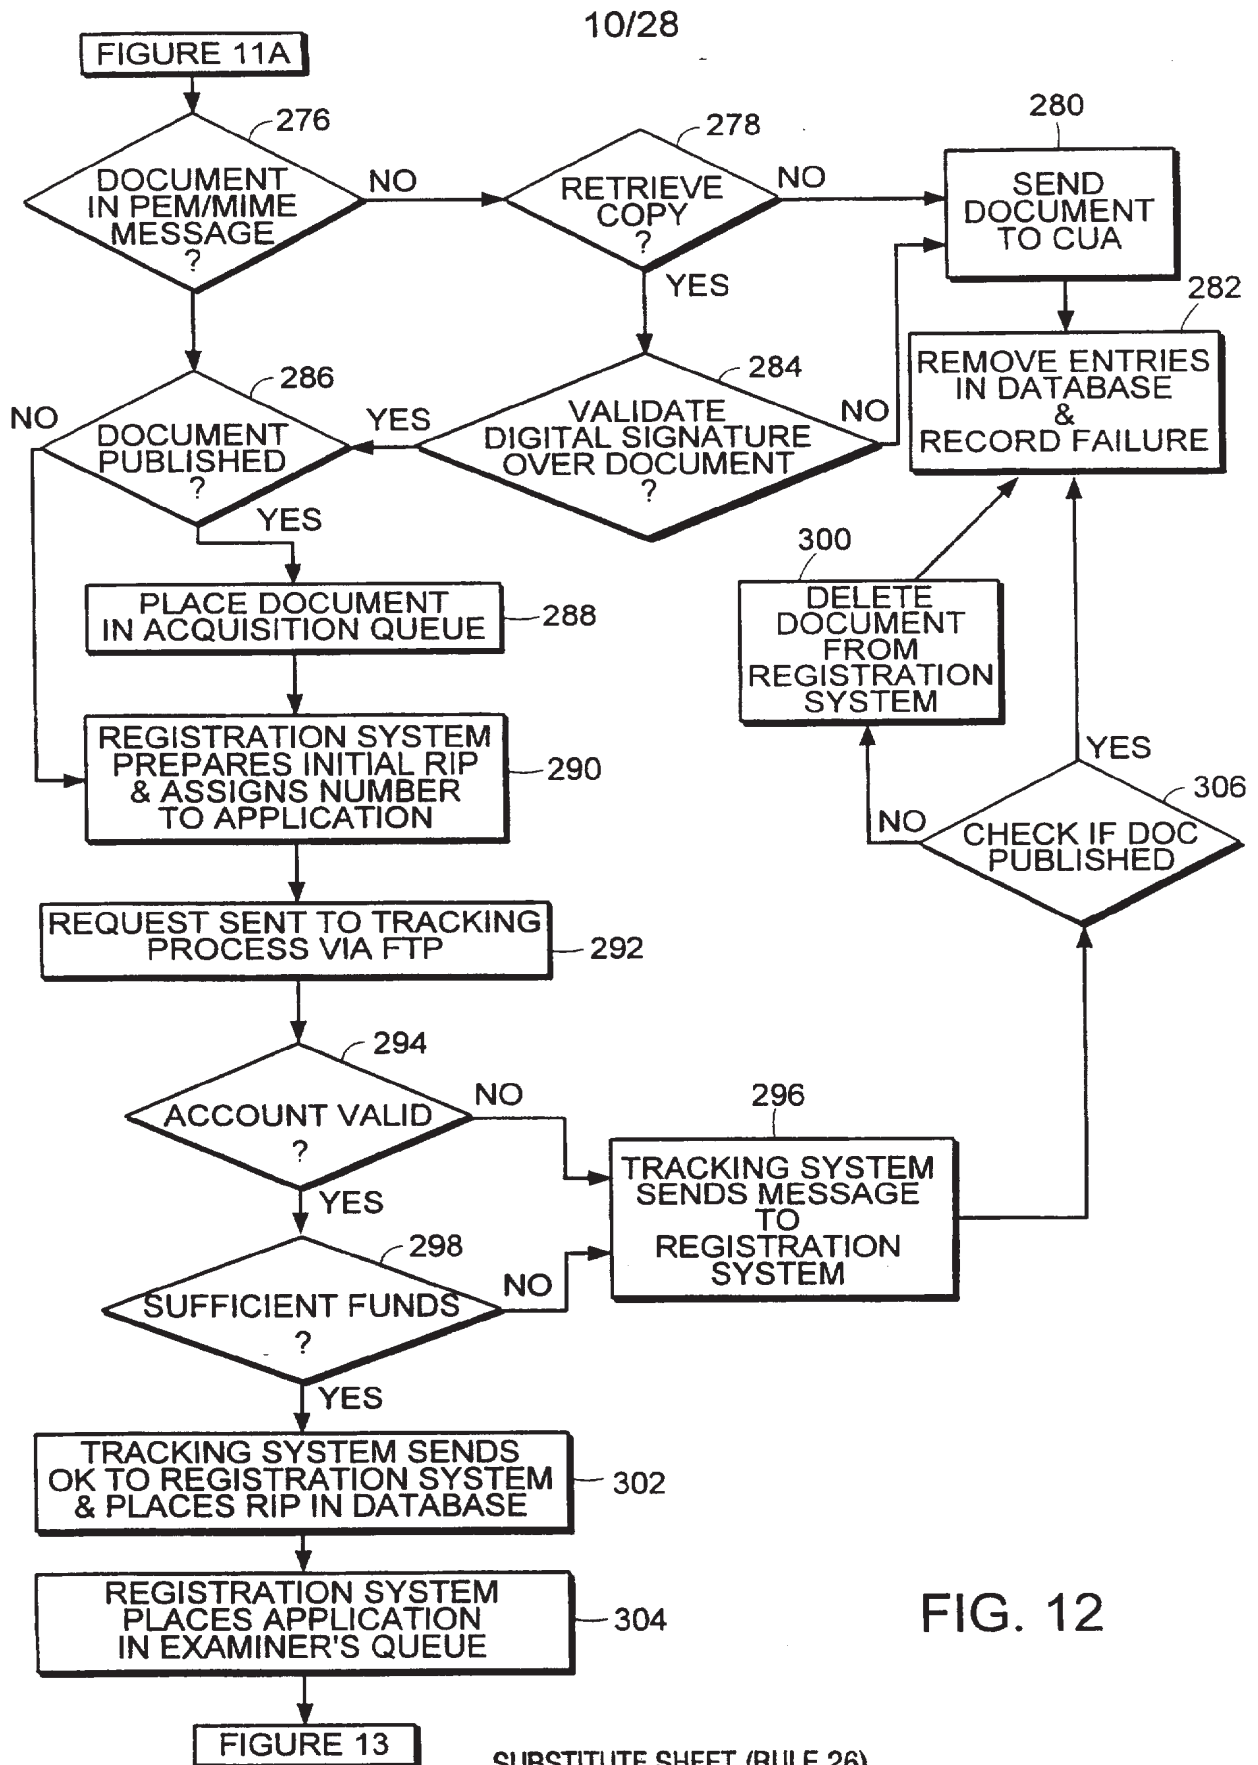 10/28
FIGURE 11A
276
DOCUMENT
IN PEM/MIME
MESSAGE
?
NO
278
RETRIEVE
COPY
?
NO
YES
280
SEND
DOCUMENT
TO CUA
282
REMOVE ENTRIES
IN DATABASE
&
RECORD FAILURE
284
VALIDATE
DIGITAL SIGNATURE
OVER DOCUMENT
?
NO
YES
286
NO
DOCUMENT
PUBLISHED
?
YES
PLACE DOCUMENT
IN ACQUISITION QUEUE
288
300
DELETE
DOCUMENT
FROM
REGISTRATION
SYSTEM
REGISTRATION SYSTEM
PREPARES INITIAL RIP
& ASSIGNS NUMBER
TO APPLICATION
290
YES
306
NO
CHECK IF DOC
PUBLISHED
REQUEST SENT TO TRACKING
PROCESS VIA FTP
292
294
ACCOUNT VALID
?
NO
YES
296
TRACKING SYSTEM
SENDS MESSAGE
TO
REGISTRATION
SYSTEM
298
SUFFICIENT FUNDS
?
NO
YES
TRACKING SYSTEM SENDS
OK TO REGISTRATION SYSTEM
& PLACES RIP IN DATABASE
302
REGISTRATION SYSTEM
PLACES APPLICATION
IN EXAMINER'S QUEUE
304
FIG. 12
FIGURE 13
SUBSTITUTE SHEET (RULE 26)